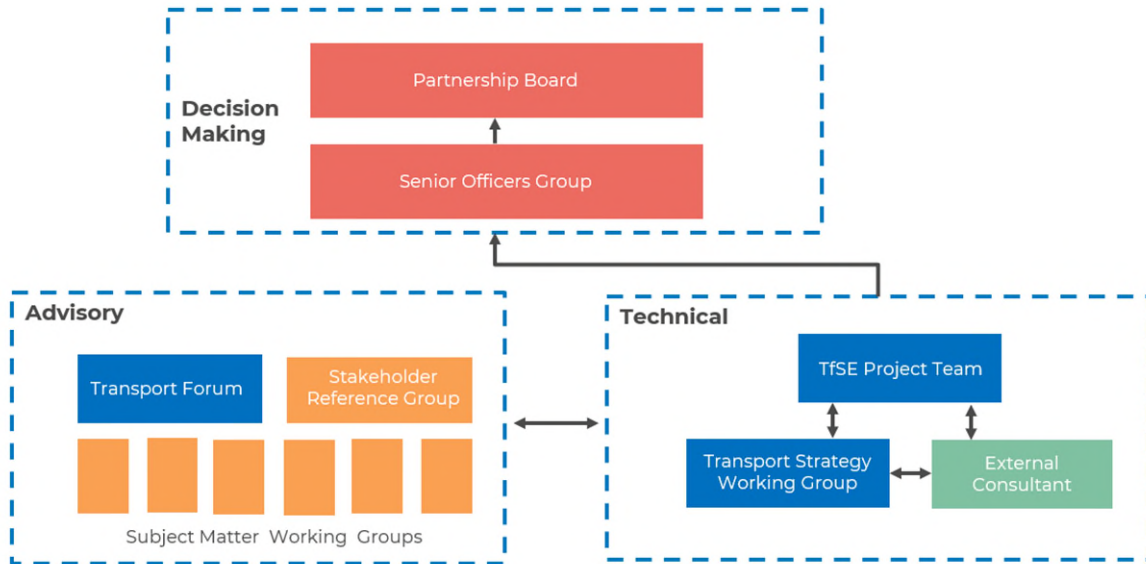 Decision
Making
Partnership Board
Senior Officers Group
Advisory
Transport Forum
Stakeholder
Reference Group
Subject Matter Working Groups
Technical
TfSE Project Team
Transport Strategy
Working Group
External
Consultant